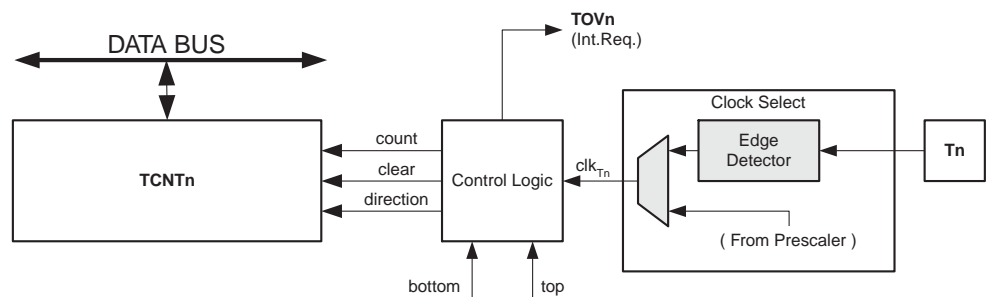 TOVn
(Int.Req.)
DATA BUS
Clock Select
count
Edge
Detector
Tn
TCNTn
clear
Control Logic
clkTn
direction
( From Prescaler )
bottom
top